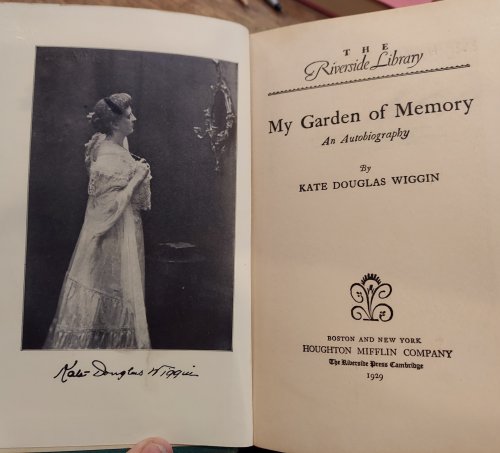 Kate Douglas Wiggin
THE
Riverside Library
My Garden of Memory
An Autobiography
By
KATE DOUGLAS WIGGIN
BOSTON AND NEW YORK
HOUGHTON MIFFLIN COMPANY
The Riverside Press Cambridge
1929